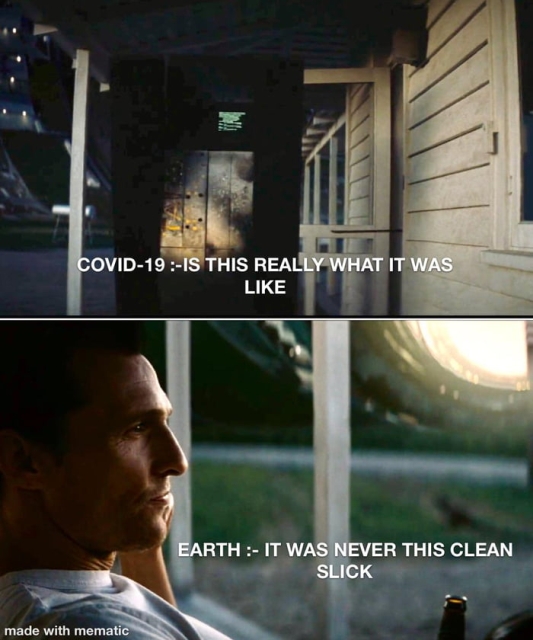 COVID-19 :-IS THIS REALLY WHAT IT WAS
LIKE
EARTH :- IT WAS NEVER THIS CLEAN
SLICK
made with mematic